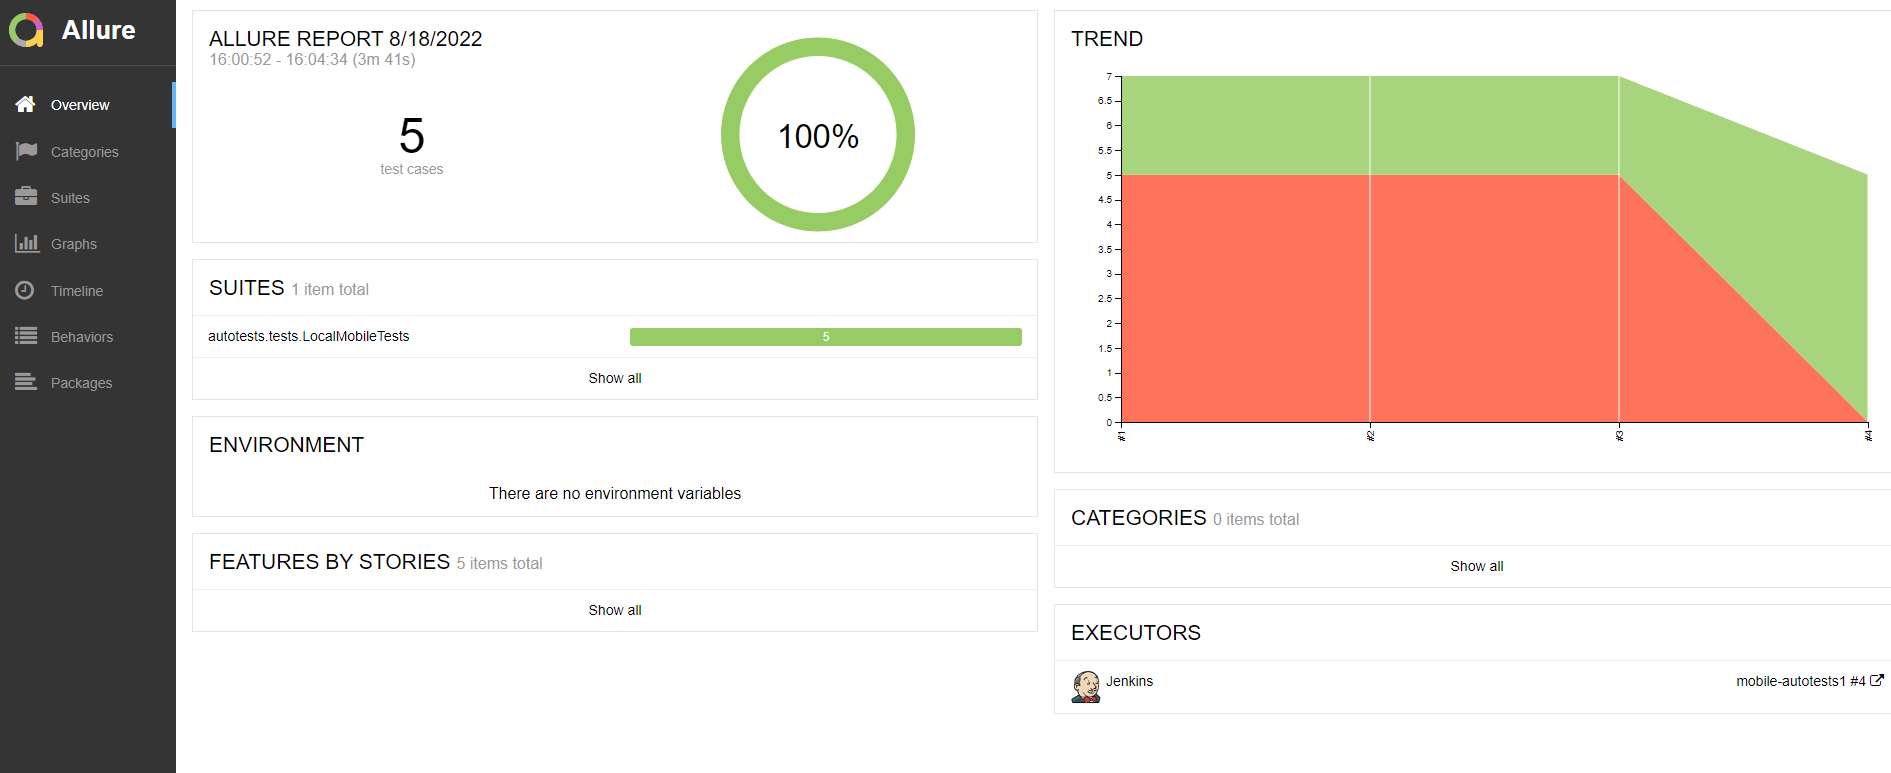 Allure
Overview
Categories
Suites
Graphs
Timeline
Behaviors
Packages
ALLURE REPORT 8/18/2022
16:00:52 - 16:04:34 (3m 41s)
5
test cases
100%
SUITES 1 item total
autotests.tests.LocalMobileTests 5
Show all
ENVIRONMENT
There are no environment variables
FEATURES BY STORIES 5 items total
Show all
TREND
7
6.5
6
5.5
5
4.5
4
3.5
3
2.5
2
1.5
1
0.5
0
#1 #2 #3 #4
CATEGORIES 0 items total
Show all
EXECUTORS
Jenkins mobile-autotests1 #4